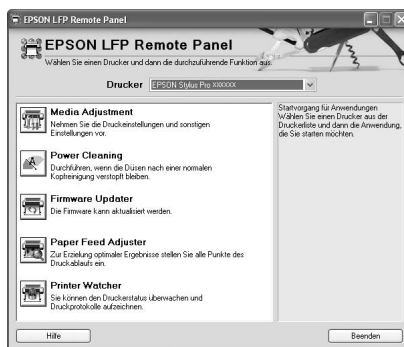 EPSON LFP Remote Panel
EPSON LFP Remote Panel
Wählen Sie einen Drucker und dann die durchzuführende Funktion aus.
Drucker EPSON Stylus Pro XXXXXX
Media Adjustment
Nehmen Sie die Druckeinstellungen und sonstigen
Einstellungen vor.
Power Cleaning
Durchführen, wenn die Düsen nach einer normalen
Kopfreinigung verstopft bleiben.
Firmware Updater
Die Firmware kann aktualisiert werden.
Paper Feed Adjuster
Zur Erzielung optimaler Ergebnisse stellen Sie alle Punkte des
Druckablaufs ein.
Printer Watcher
Sie können den Druckerstatus überwachen und
Druckprotokolle aufzeichnen.
Startvorgang für Anwendungen
Wählen Sie einen Drucker aus der
Druckerliste und dann die Anwendung,
die Sie starten möchten.
Hilfe
Beenden